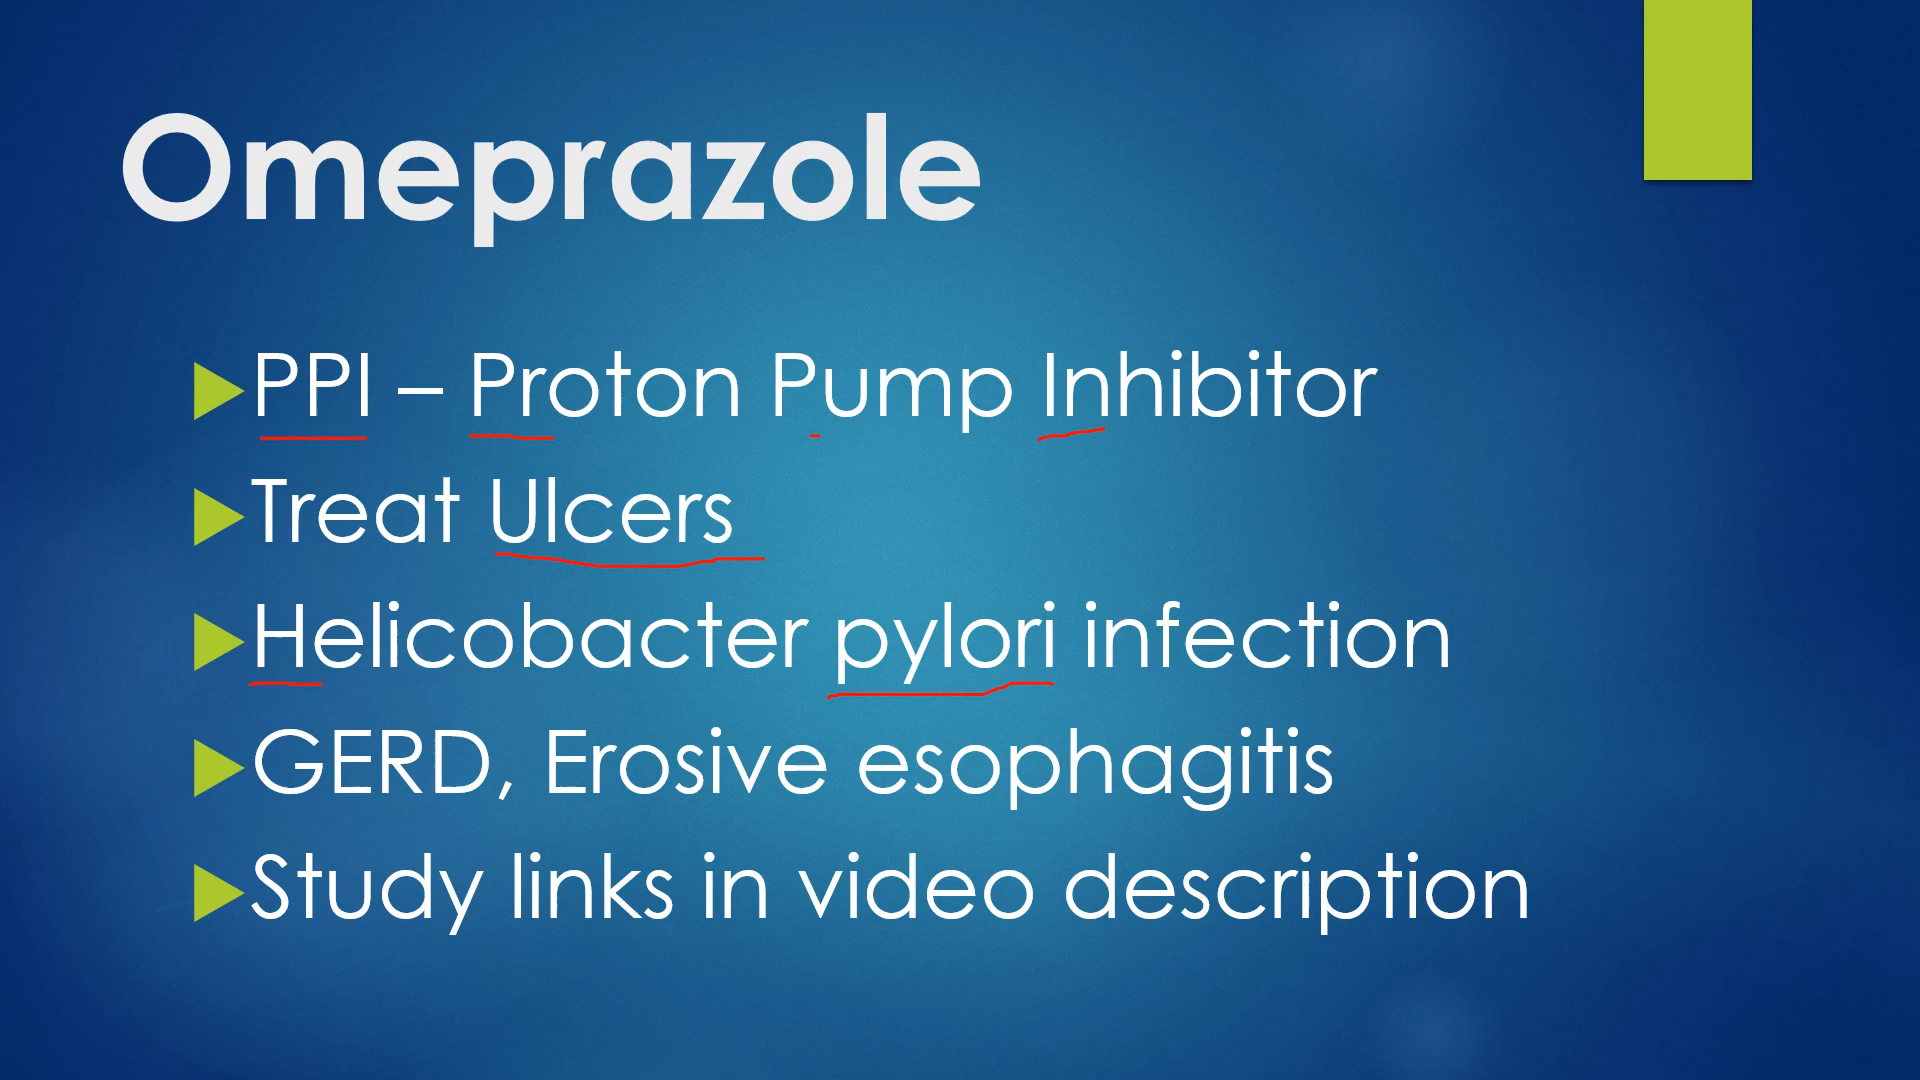 Omeprazole
PPI – Proton Pump Inhibitor
Treat Ulcers
Helicobacter pylori infection
GERD, Erosive esophagitis
Study links in video description